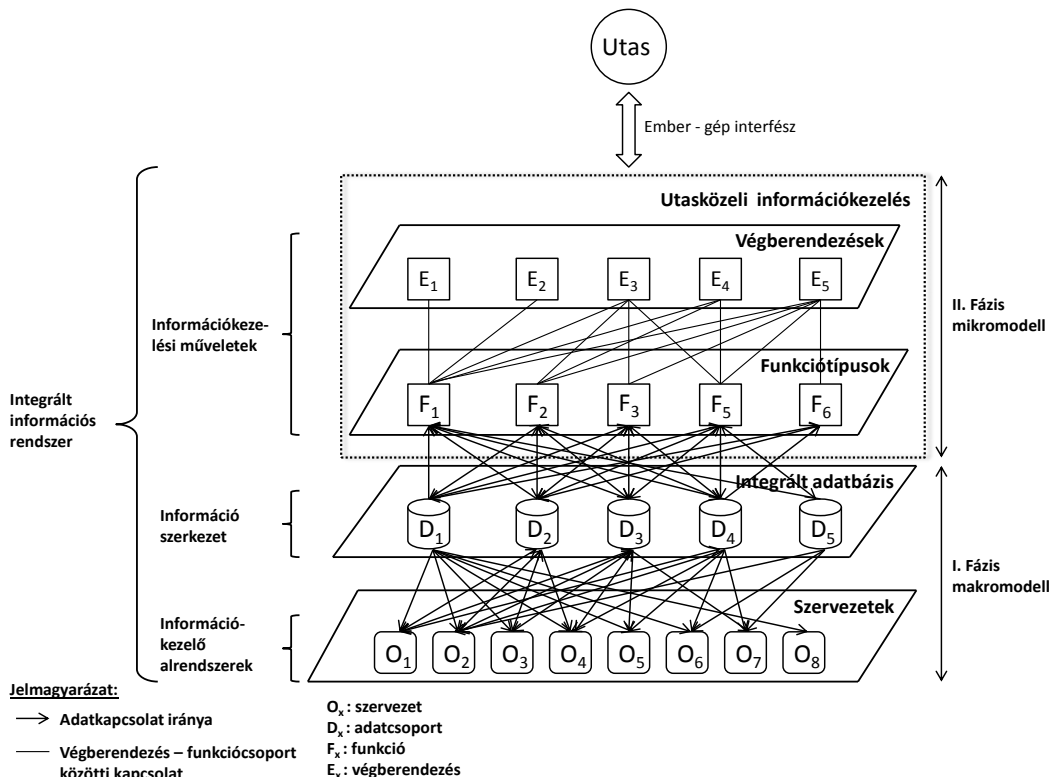 Utas
Ember - gép interfész
Utasközeli információkezelés
Végberendezések
E1 E2 E3 E4 E5
II. Fázis
mikromodell
Információkeze-
lési műveletek
Funkciótípusok
F1 F2 F3 F5 F6
Integrált
információs
rendszer
Integrált adatbázis
Információ
szerkezet
D1 D2 D3 D4 D5
I. Fázis
makromodell
Szervezetek
Információ-
kezelő
alrendszerek
O1 O2 O3 O4 O5 O6 O7 O8
Jelmagyarázat:
Adatkapcsolat iránya
Végberendezés – funkciócsoport
közötti kapcsolat
Ox : szervezet
Dx : adatcsoport
Fx : funkció
Ex : végberendezés